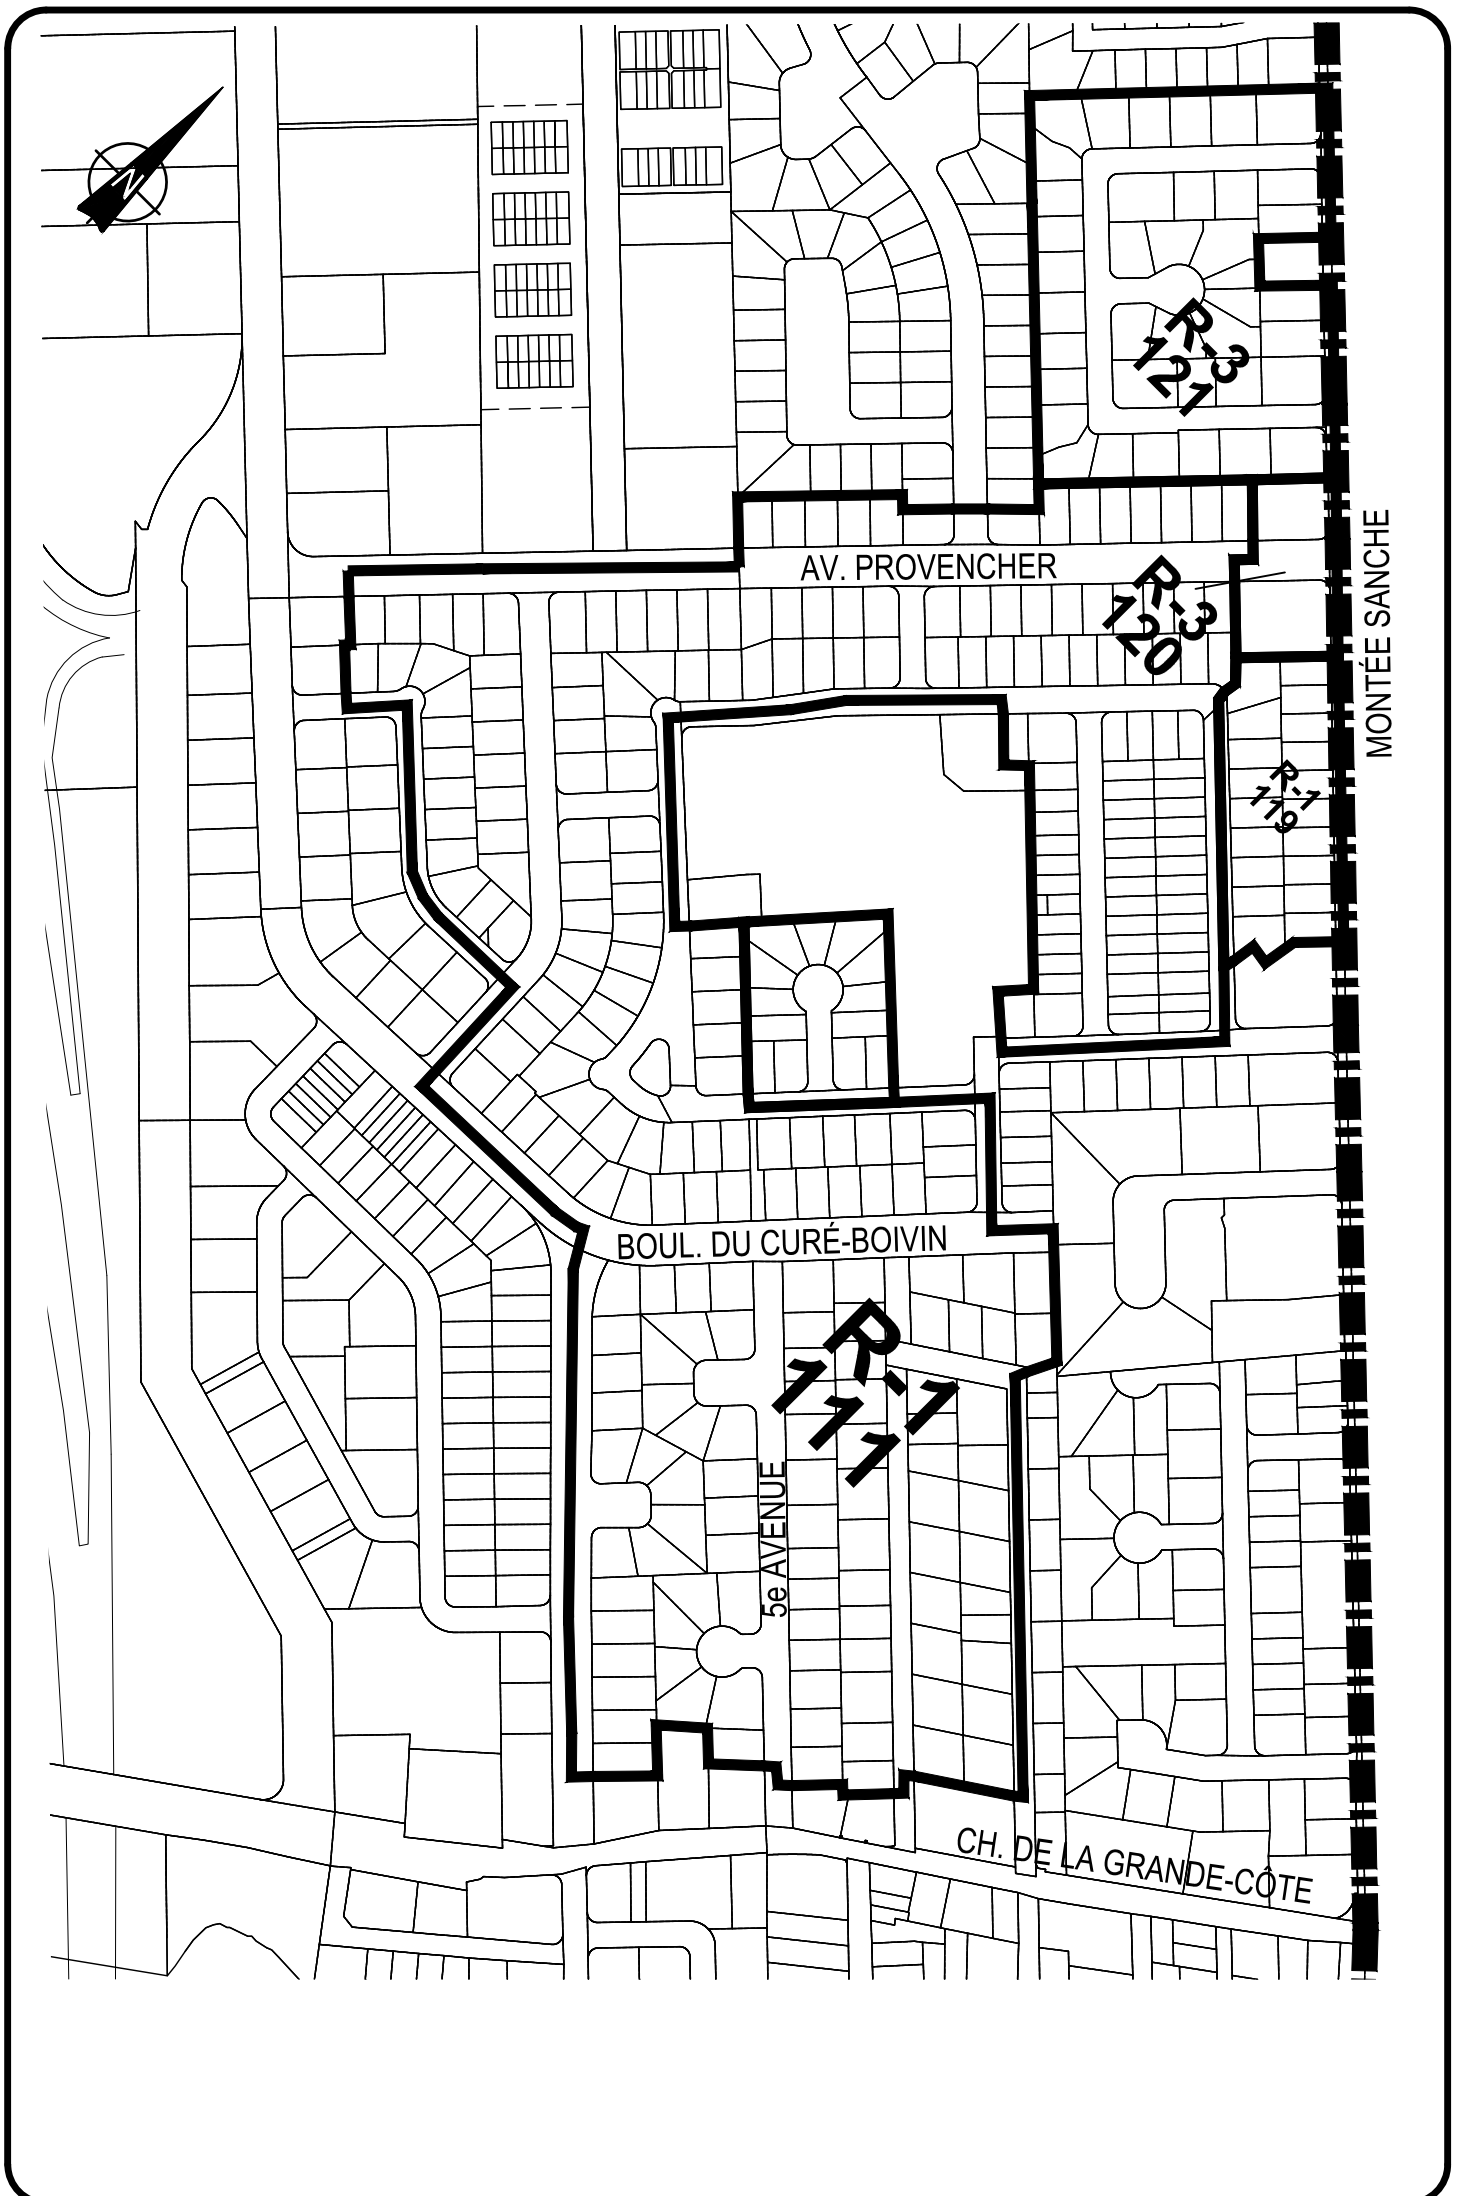 N
R-3
121
MONTÉE SANCHE
AV. PROVENCHER
R-3
120
R-1
119
BOUL. DU CURÉ-BOIVIN
R-1
111
5e AVENUE
CH. DE LA GRANDE-CÔTE